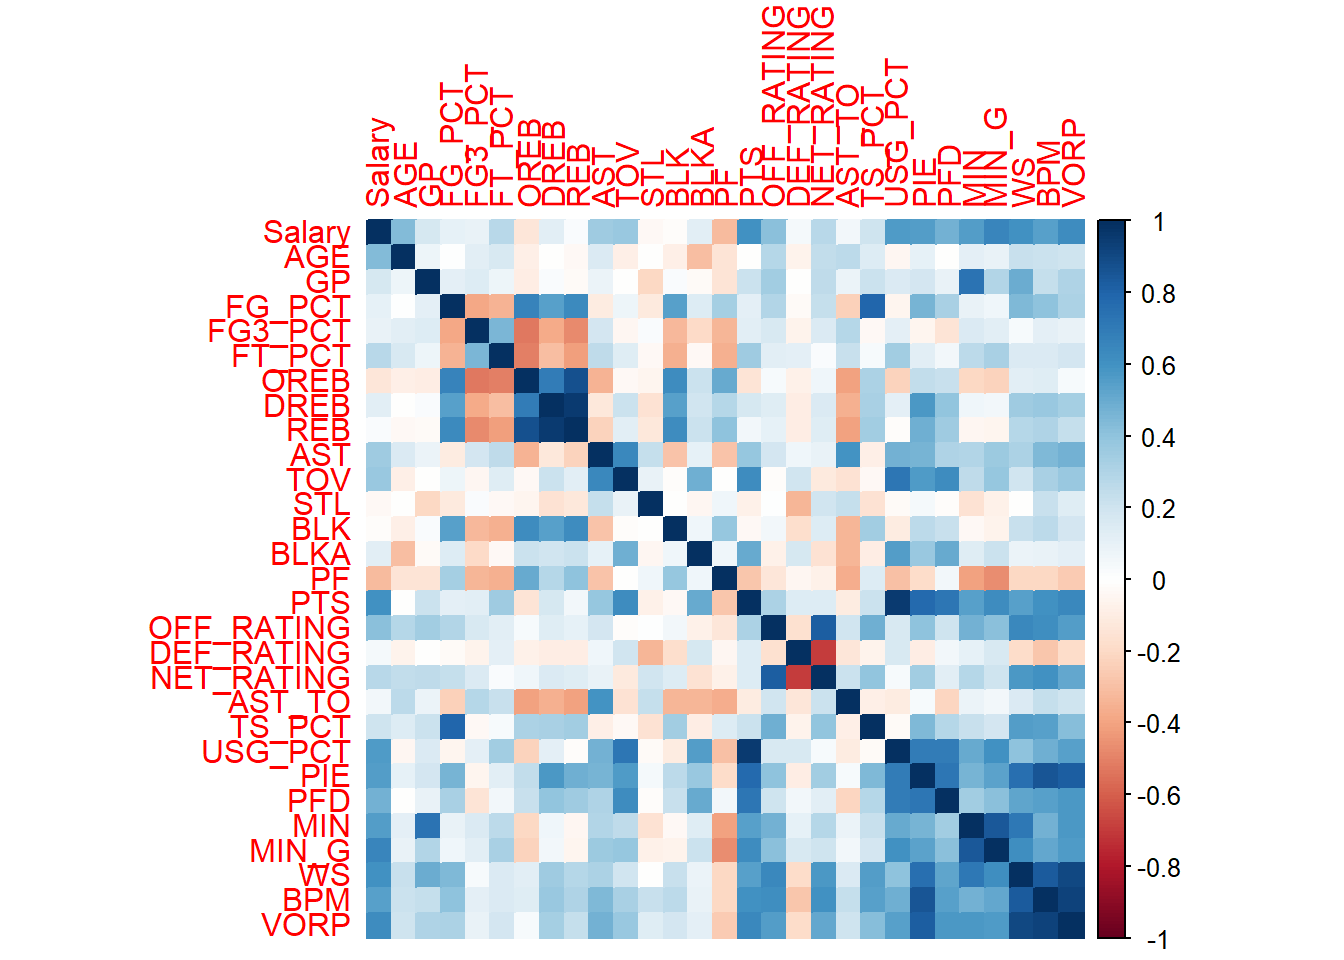 Salary
AGE
GP
FG_PCT
FG3_PCT
FT_PCT
OREB
DREB
REB
AST
TOV
STL
BLK
BLKA
PF
PTS
OFF_RATING
DEF_RATING
NET_RATING
AST_TO
TS_PCT
USG_PCT
PIE
PFD
MIN
MIN_G
WS
BPM
VORP
Salary
AGE
GP
FG_PCT
FG3_PCT
FT_PCT
OREB
DREB
REB
AST
TOV
STL
BLK
BLKA
PF
PTS
OFF_RATING
DEF_RATING
NET_RATING
AST_TO
TS_PCT
USG_PCT
PIE
PFD
MIN
MIN_G
WS
BPM
VORP
1
0.8
0.6
0.4
0.2
0
-0.2
-0.4
-0.6
-0.8
-1